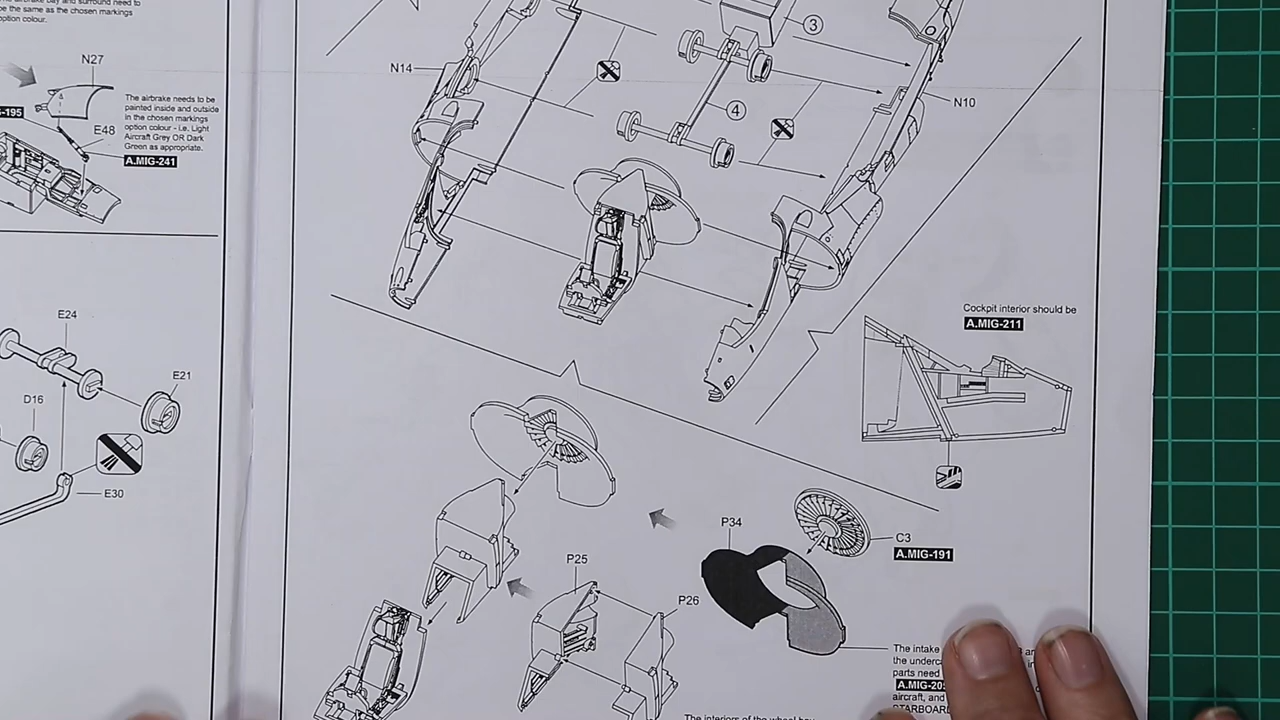 be the same as the chosen markings
option colour.
N27
-195
The airbrake needs to be
painted inside and outside
in the chosen markings
option colour - i.e. Light
Aircraft Grey OR Dark
Green as appropriate.
A.MIG-241
E48
E24
E21
D16
E30
N14
3
4
N10
Cockpit interior should be
A.MIG-211
P34
C3
A.MIG-191
P25
P26
The intake
the underc
parts need
A.MIG-20
aircraft, and
The interiors of the wheel bay